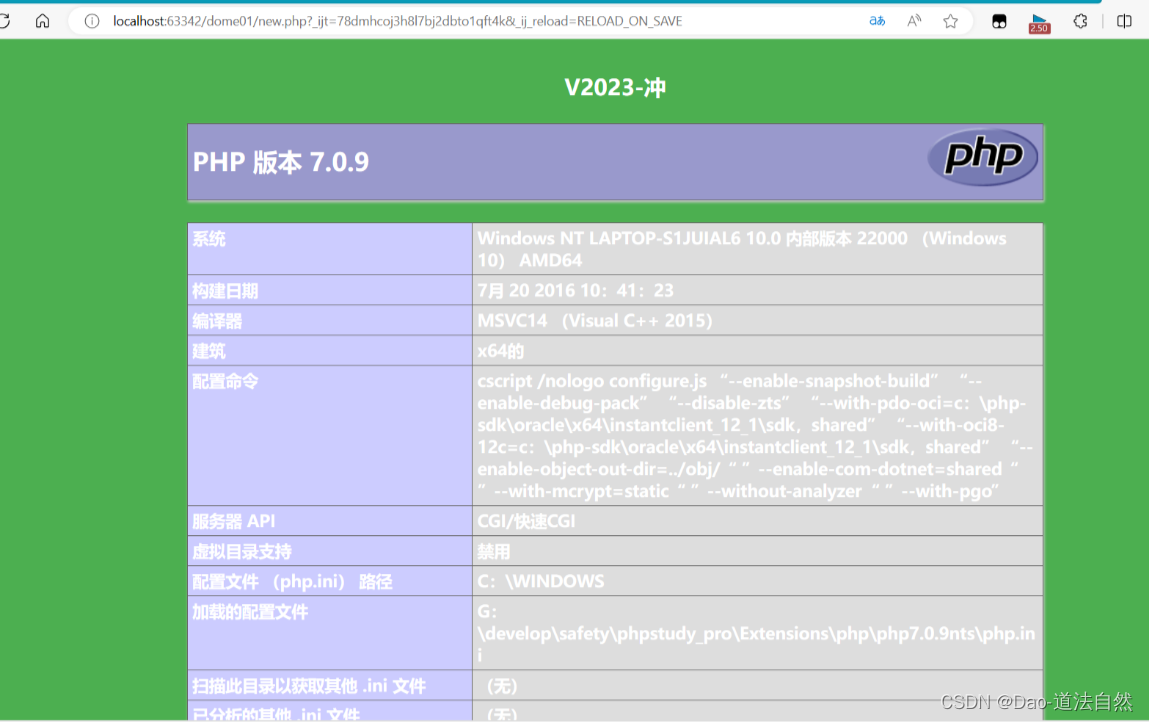 localhost:63342/dome01/new.php?_ijt=78dmhcoj3h8l7bj2dbto1qft4k&_ij_reload=RELOAD_ON_SAVE
aあ
A
2.50
V2023-冲
PHP 版本 7.0.9
php
系统
Windows NT LAPTOP-S1JUIAL6 10.0 内部版本 22000 （Windows
10） AMD64
构建日期
7月 20 2016 10：41：23
编译器
MSVC14 （Visual C++ 2015）
建筑
x64的
配置命令
cscript /nologo configure.js “--enable-snapshot-build” “--
enable-debug-pack” “--disable-zts” “--with-pdo-oci=c：\php-
sdk\oracle\x64\instantclient_12_1\sdk，shared” “--with-oci8-
12c=c：\php-sdk\oracle\x64\instantclient_12_1\sdk，shared” “--
enable-object-out-dir=../obj/“ ” --enable-com-dotnet=shared “
” --with-mcrypt=static “ ” --without-analyzer “ ” --with-pgo”
服务器 API
CGI/快速CGI
虚拟目录支持
禁用
配置文件 （php.ini） 路径
C：\WINDOWS
加载的配置文件
G：
\develop\safety\phpstudy_pro\Extensions\php\php7.0.9nts\php.in
i
扫描此目录以获取其他 .ini 文件
（无）
已分析的其他 .ini 文件
（无）
CSDN @Dao-道法自然